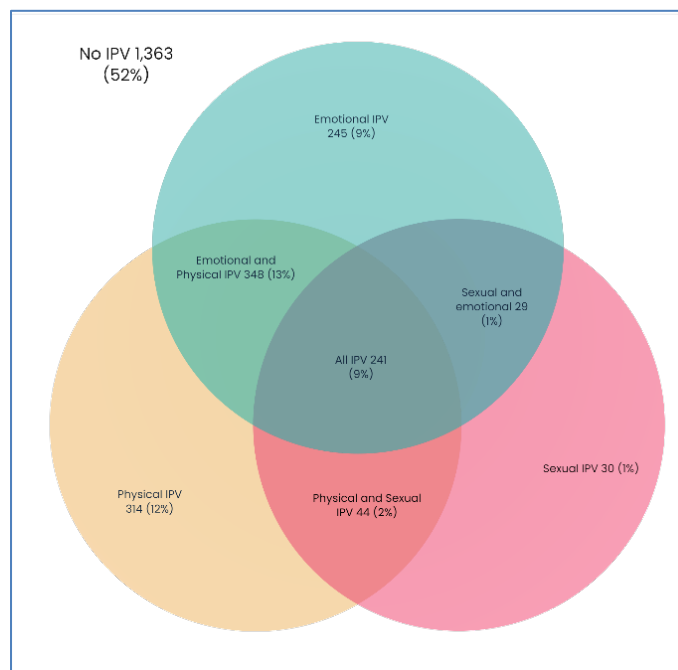 No IPV 1,363
(52%)
Emotional IPV
245 (9%)
Emotional and
Physical IPV 348 (13%)
Sexual and
emotional 29
(1%)
All IPV 241
(9%)
Sexual IPV 30 (1%)
Physical IPV
314 (12%)
Physical and Sexual
IPV 44 (2%)